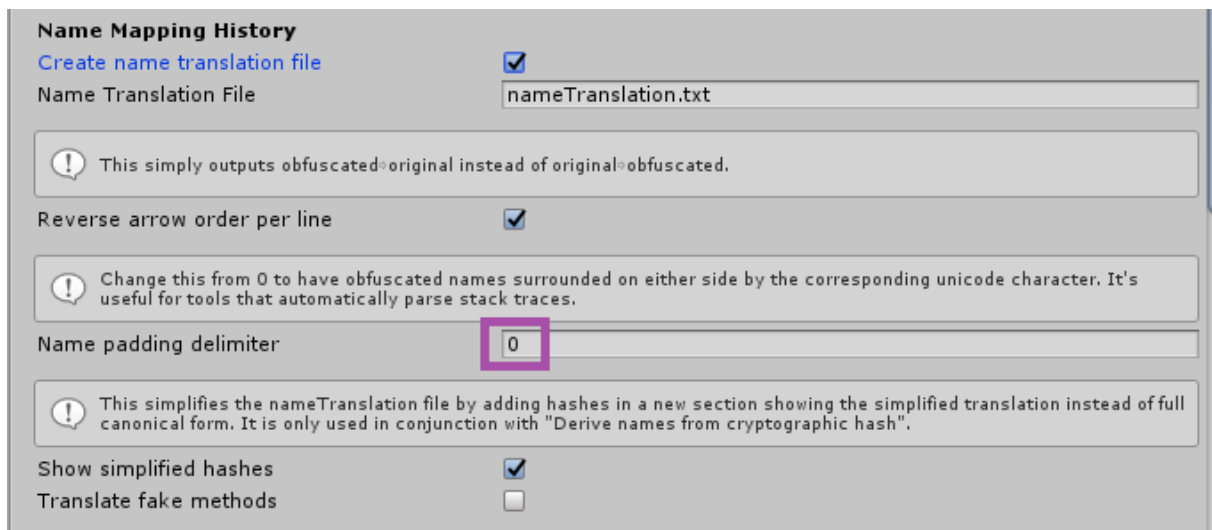 Name Mapping History
Create name translation file
Name Translation File
nameTranslation.txt
This simply outputs obfuscated⇨original instead of original⇨obfuscated.
Reverse arrow order per line
Change this from 0 to have obfuscated names surrounded on either side by the corresponding unicode character. It's
useful for tools that automatically parse stack traces.
Name padding delimiter
0
This simplifies the nameTranslation file by adding hashes in a new section showing the simplified translation instead of full
canonical form. It is only used in conjunction with "Derive names from cryptographic hash".
Show simplified hashes
Translate fake methods